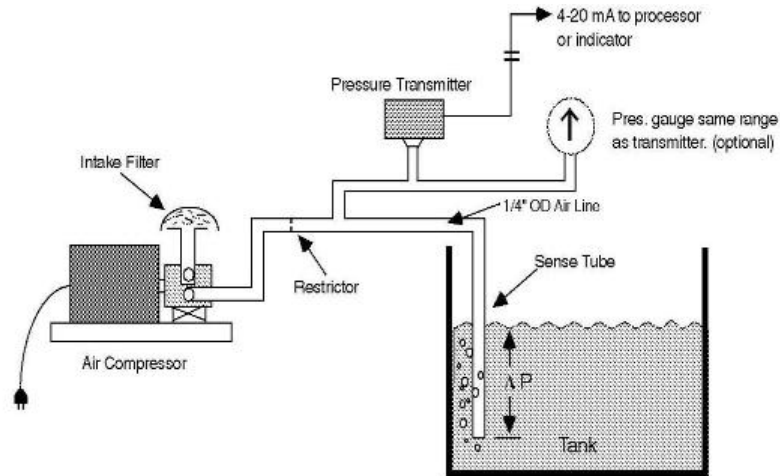 4-20 mA to processor
or indicator
Pressure Transmitter
Pres. gauge same range
as transmitter. (optional)
Intake Filter
1/4" OD Air Line
Restrictor
Sense Tube
Air Compressor
Δ P
Tank